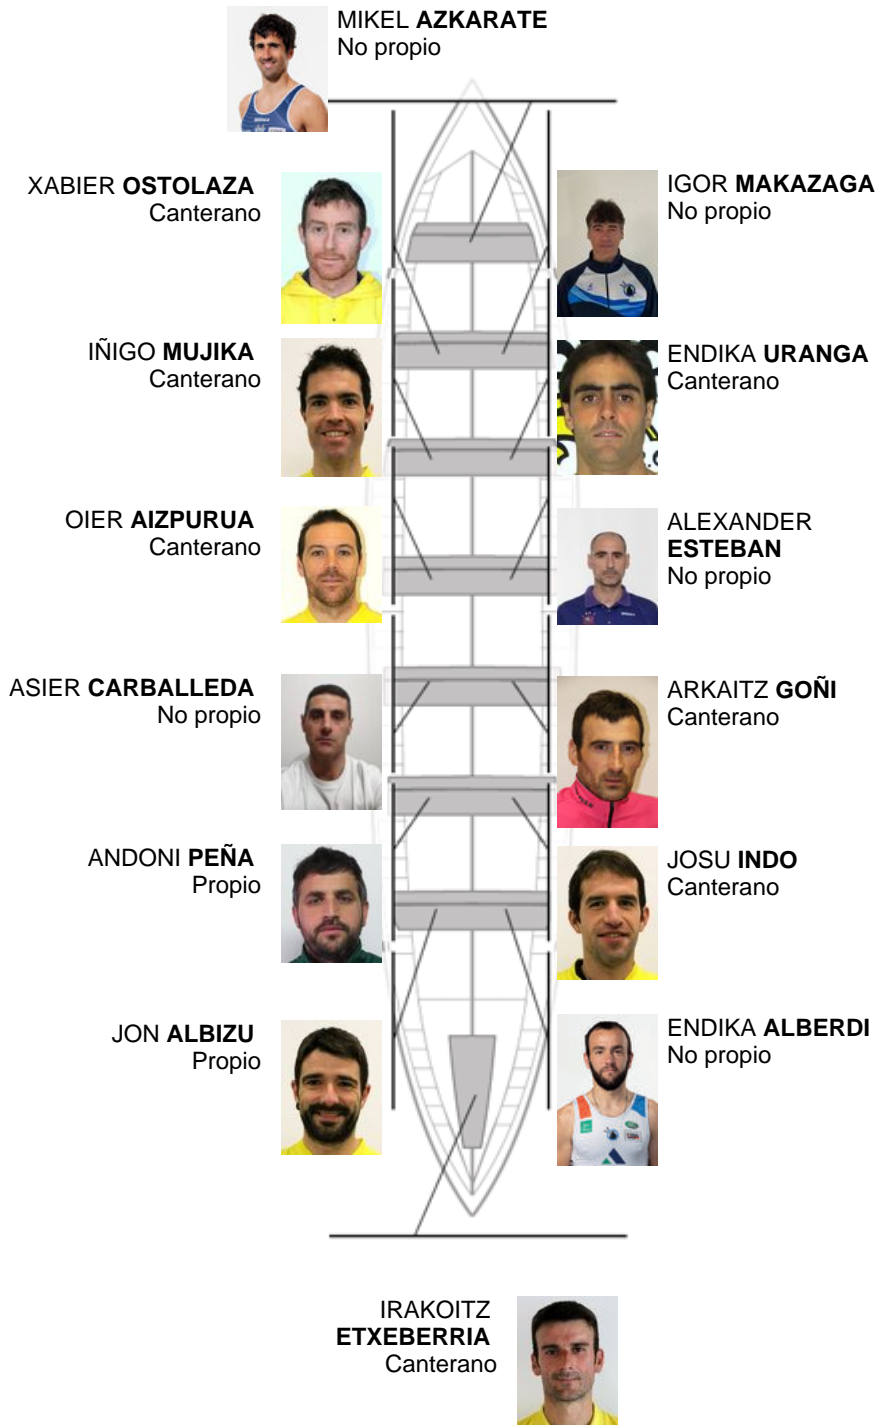 MIKEL AZKARATE
No propio
XABIER OSTOLAZA
Canterano
IGOR MAKAZAGA
No propio
IÑIGO MUJIKA
Canterano
ENDIKA URANGA
Canterano
OIER AIZPURUA
Canterano
ALEXANDER
ESTEBAN
No propio
ASIER CARBALLEDA
No propio
ARKAITZ GOÑI
Canterano
ANDONI PEÑA
Propio
JOSU INDO
Canterano
JON ALBIZU
Propio
ENDIKA ALBERDI
No propio
IRAKOITZ
ETXEBERRIA
Canterano